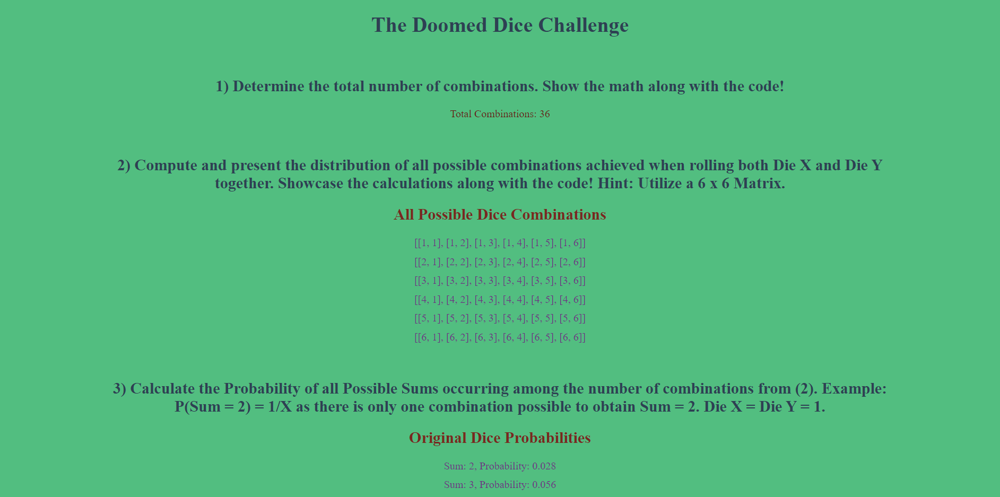 The Doomed Dice Challenge
1) Determine the total number of combinations. Show the math along with the code!
Total Combinations: 36
2) Compute and present the distribution of all possible combinations achieved when rolling both Die X and Die Y
together. Showcase the calculations along with the code! Hint: Utilize a 6 x 6 Matrix.
All Possible Dice Combinations
[[1, 1], [1, 2], [1, 3], [1, 4], [1, 5], [1, 6]]
[[2, 1], [2, 2], [2, 3], [2, 4], [2, 5], [2, 6]]
[[3, 1], [3, 2], [3, 3], [3, 4], [3, 5], [3, 6]]
[[4, 1], [4, 2], [4, 3], [4, 4], [4, 5], [4, 6]]
[[5, 1], [5, 2], [5, 3], [5, 4], [5, 5], [5, 6]]
[[6, 1], [6, 2], [6, 3], [6, 4], [6, 5], [6, 6]]
3) Calculate the Probability of all Possible Sums occurring among the number of combinations from (2). Example:
P(Sum = 2) = 1/X as there is only one combination possible to obtain Sum = 2. Die X = Die Y = 1.
Original Dice Probabilities
Sum: 2, Probability: 0.028
Sum: 3, Probability: 0.056